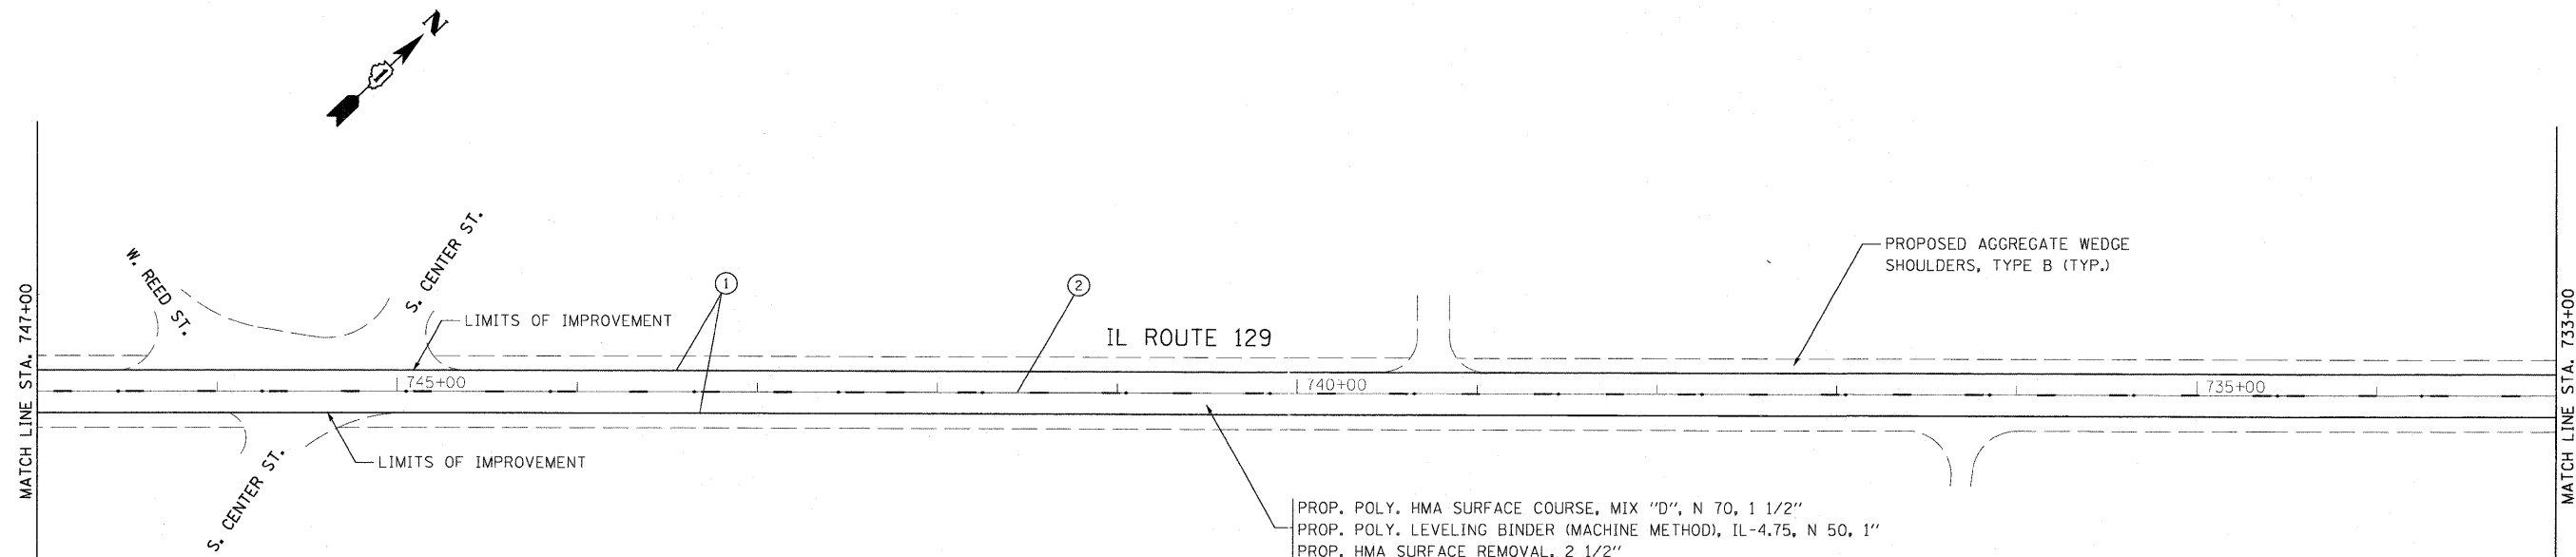 N
1
MATCH LINE STA. 747+00
W. REED ST.
S. CENTER ST.
LIMITS OF IMPROVEMENT
1
2
IL ROUTE 129
PROPOSED AGGREGATE WEDGE
SHOULDERS, TYPE B (TYP.)
MATCH LINE STA. 733+00
745+00
740+00
735+00
LIMITS OF IMPROVEMENT
S. CENTER ST.
PROP. POLY. HMA SURFACE COURSE, MIX "D", N 70, 1 1/2"
PROP. POLY. LEVELING BINDER (MACHINE METHOD), IL-4.75, N 50, 1"
PROP. HMA SURFACE REMOVAL, 2 1/2"